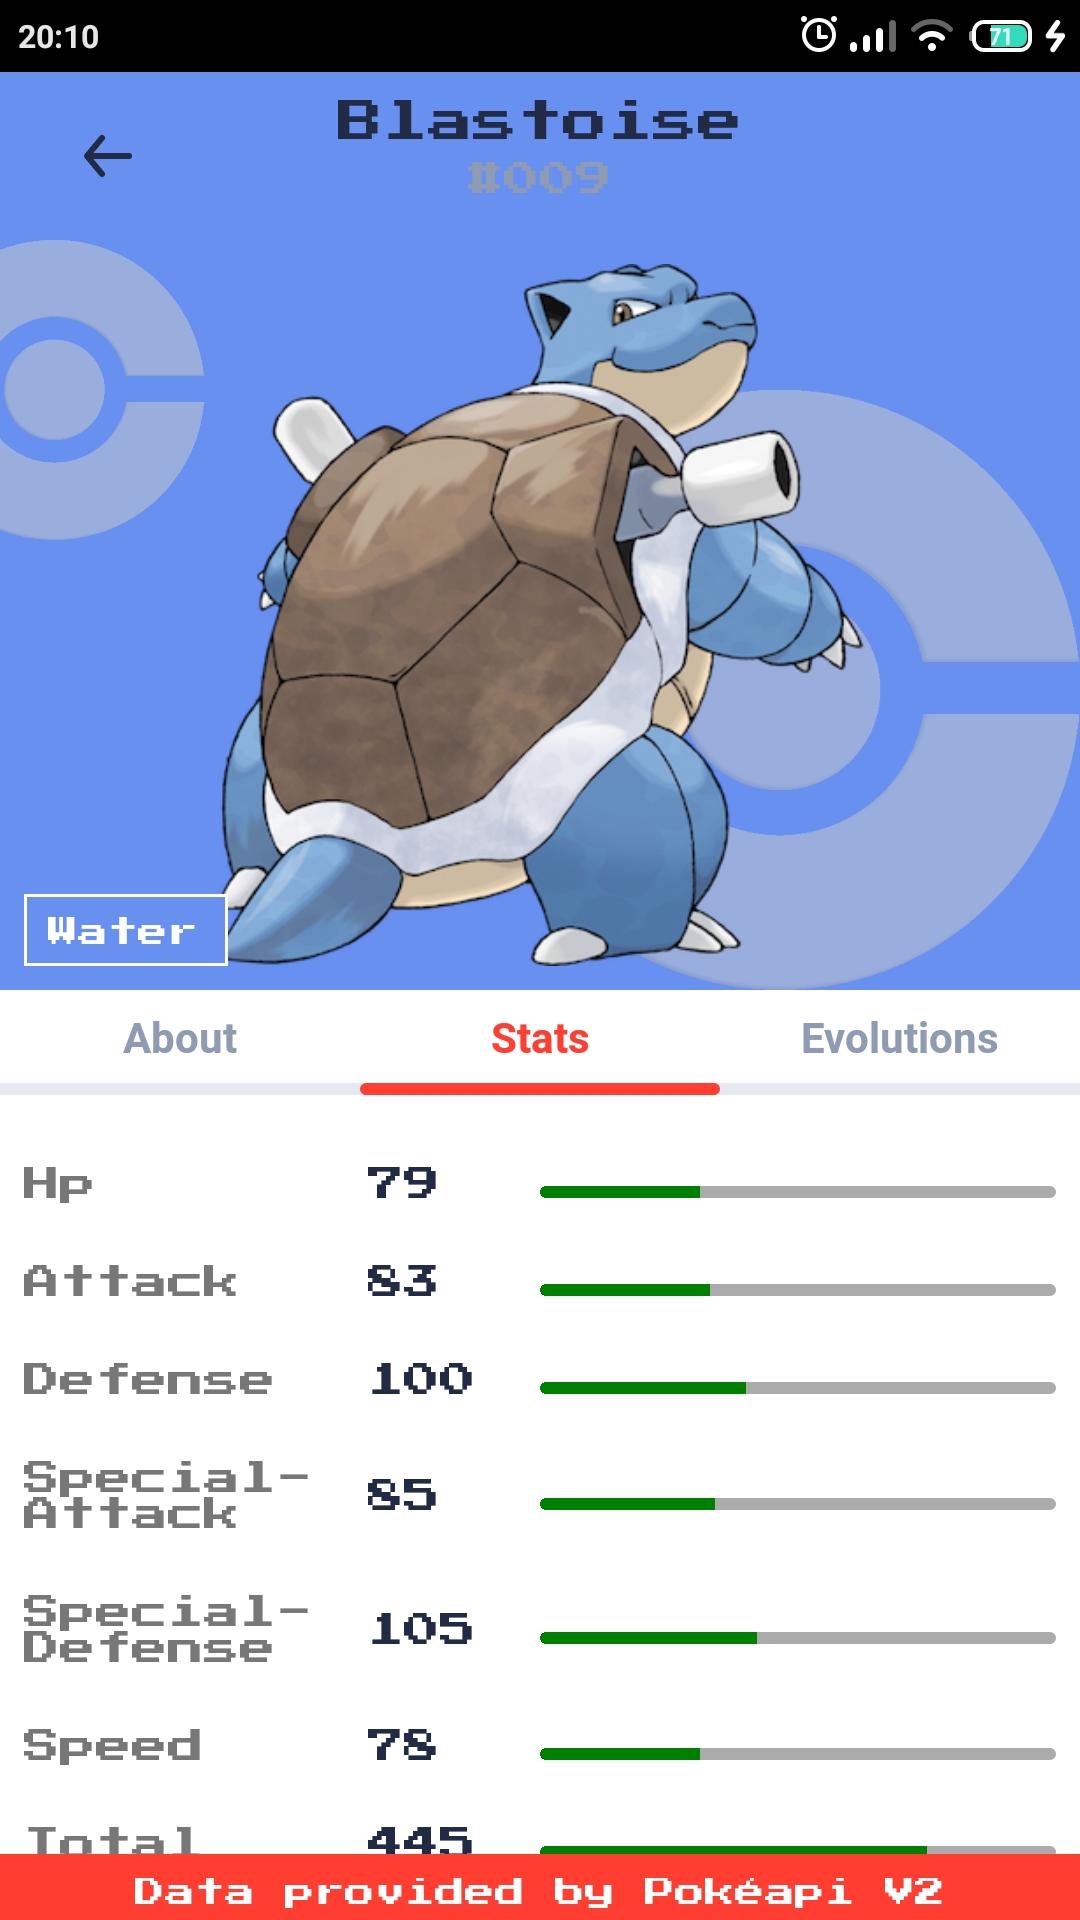 20:10
71
Blastoise
#009
Water
About Stats Evolutions
Hp 79
Attack 83
Defense 100
Special-
Attack 85
Special-
Defense 105
Speed 78
Total 445
Data provided by Pokéapi V2